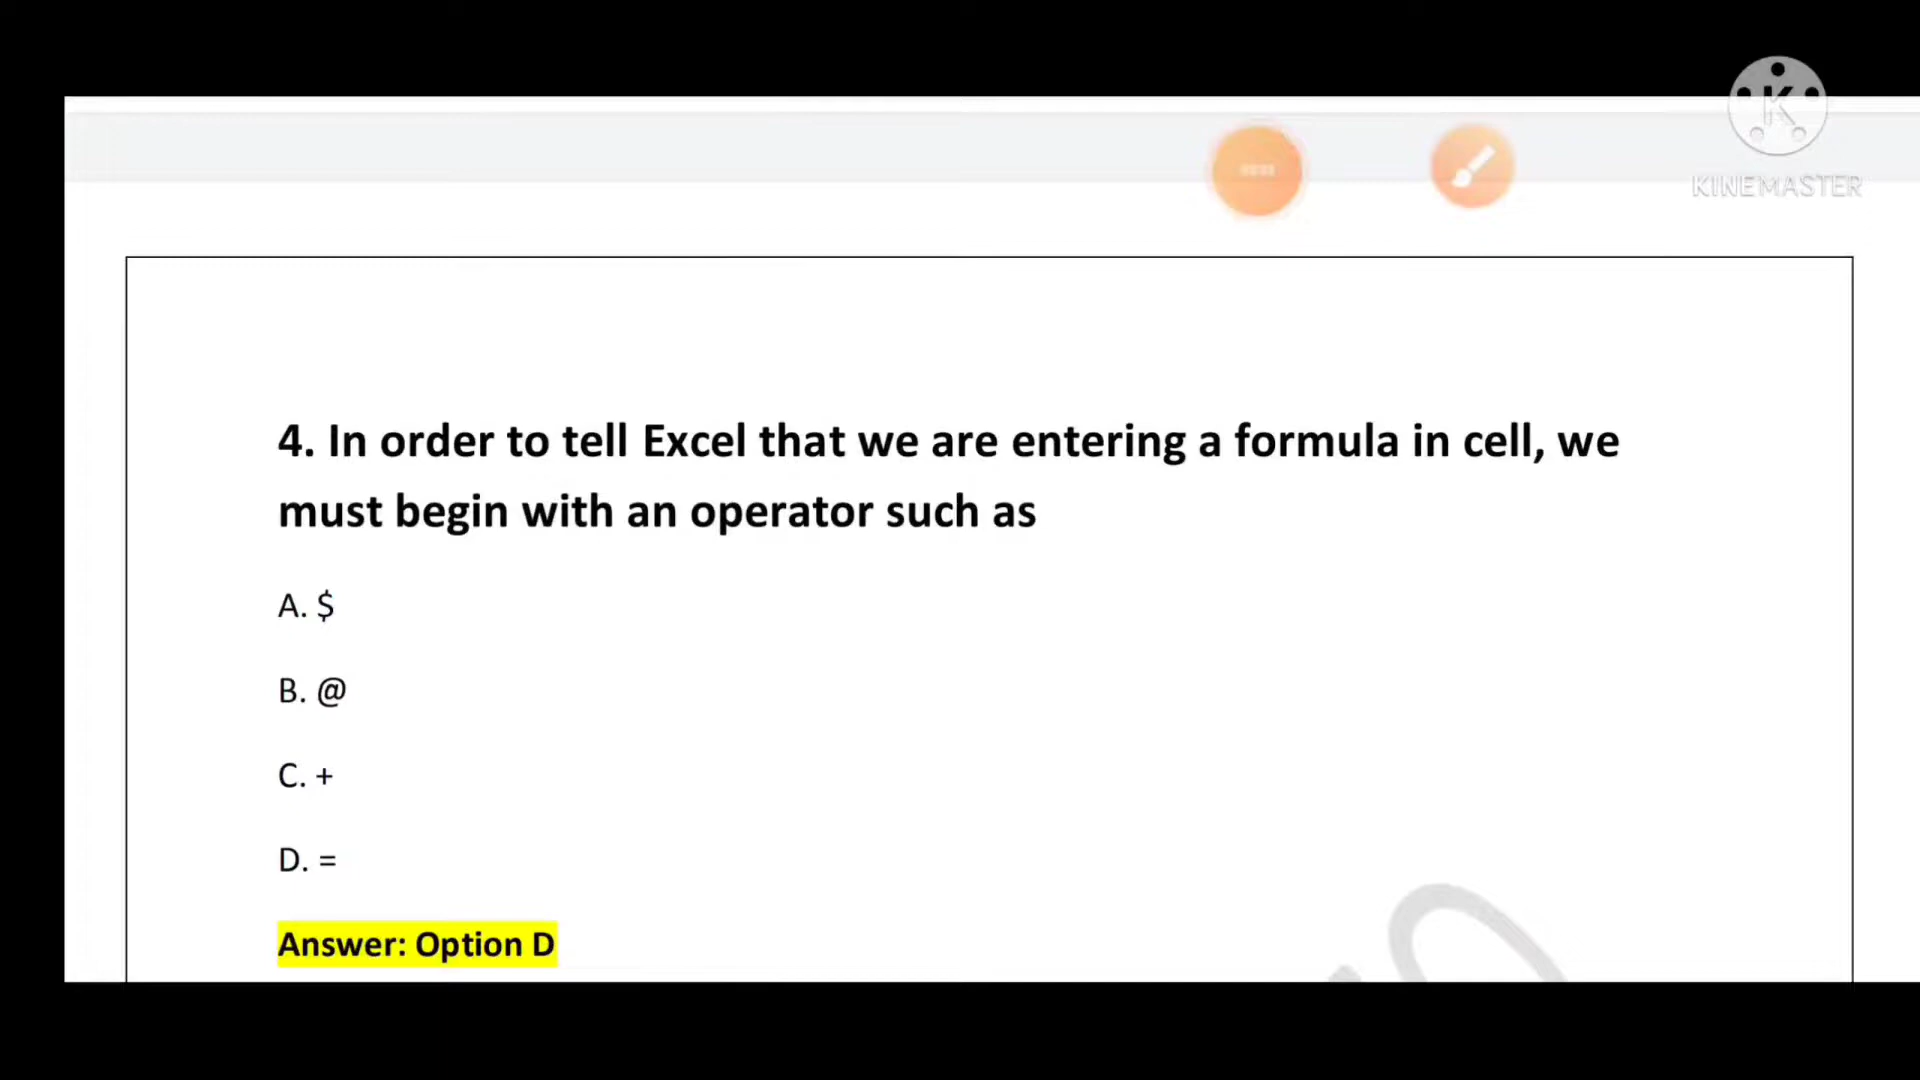 KINEMASTER
4. In order to tell Excel that we are entering a formula in cell, we
must begin with an operator such as
A. $
B. @
C. +
D. =
Answer: Option D